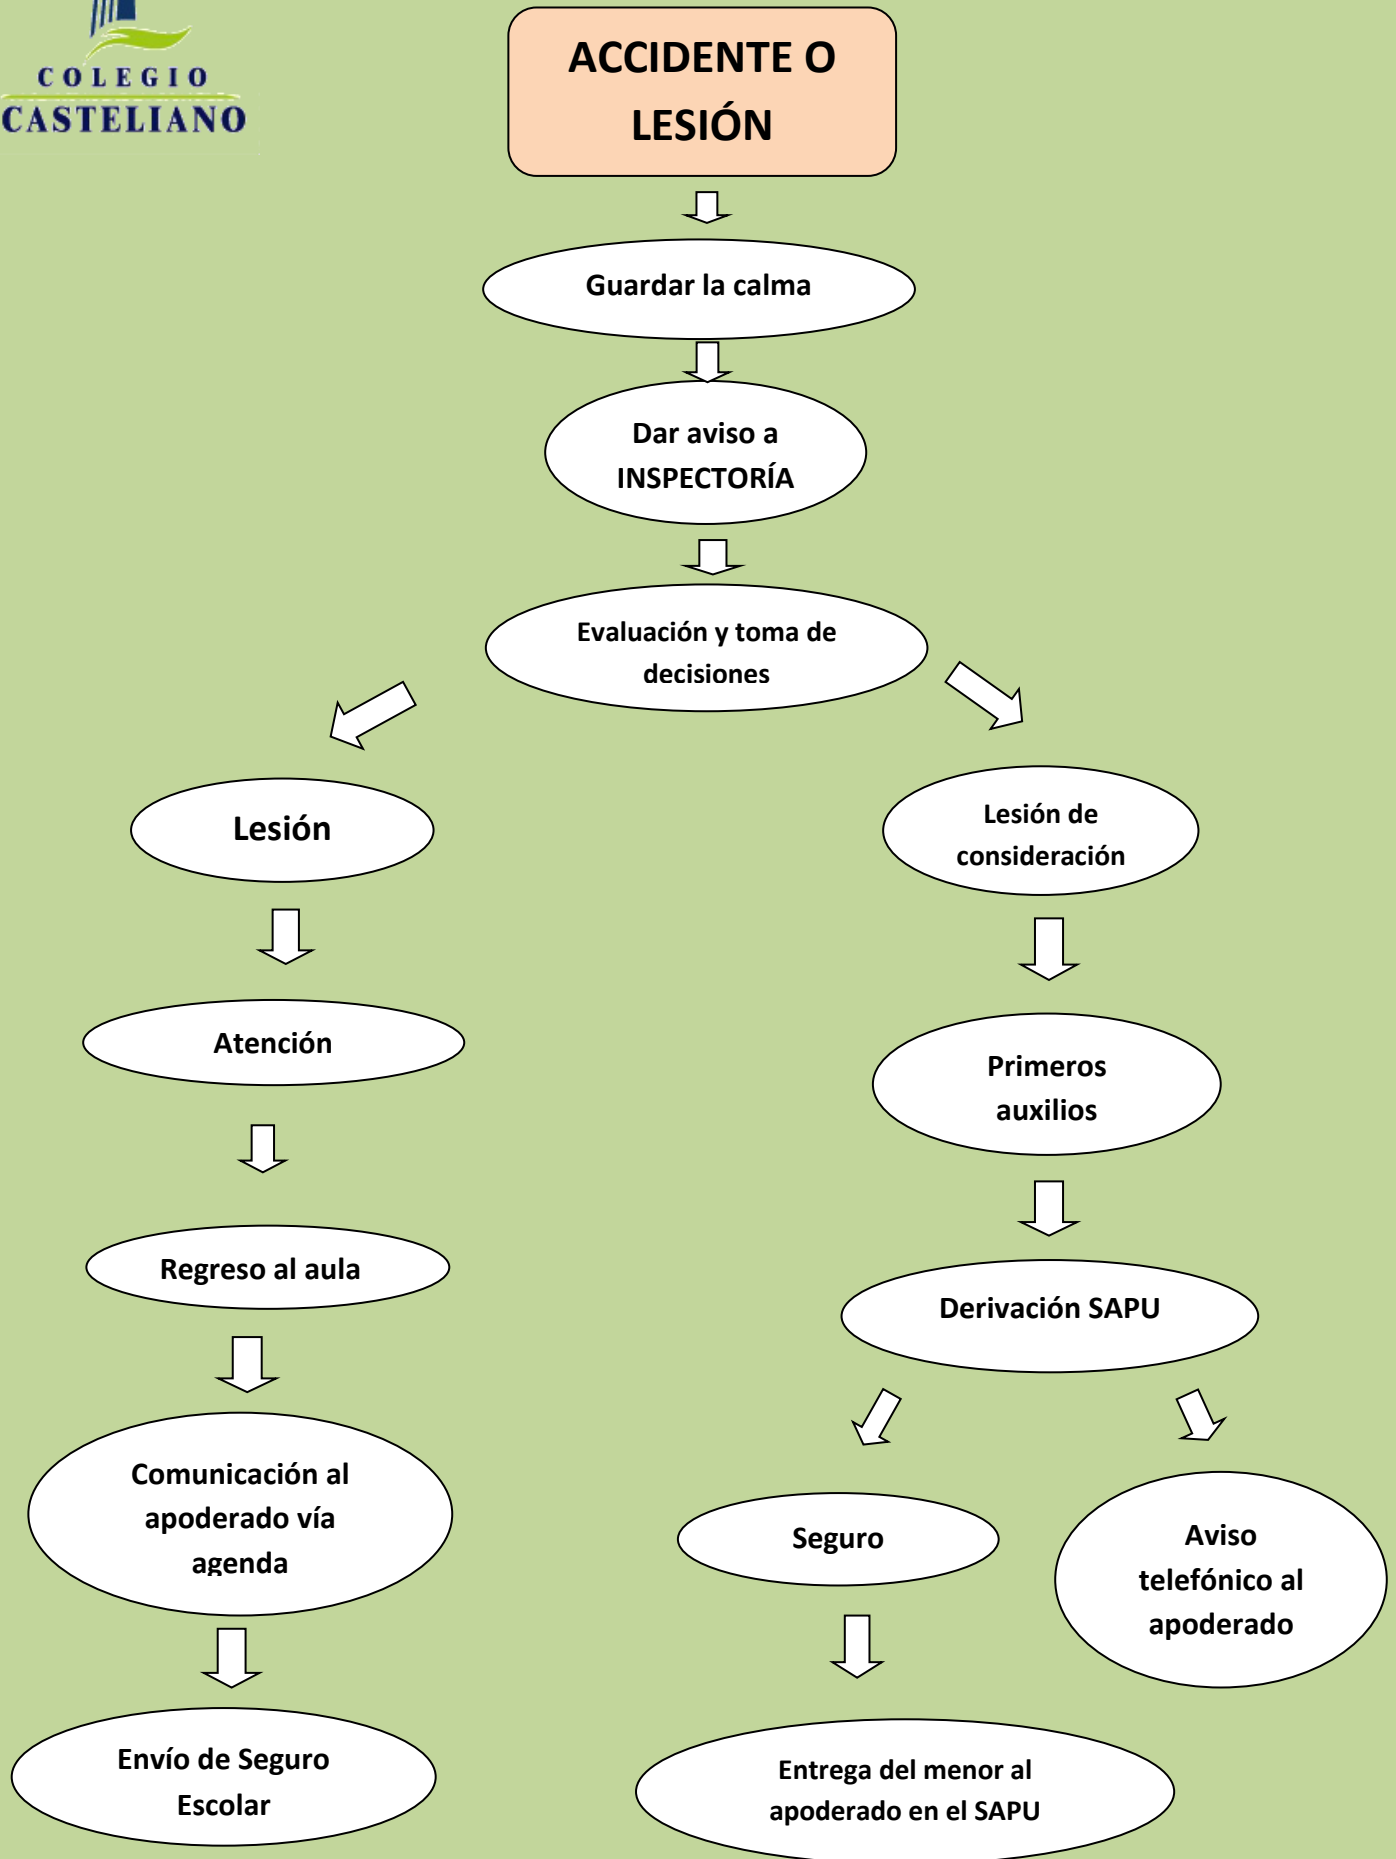 COLEGIO
CASTELIANO
ACCIDENTE O
LESIÓN
Guardar la calma
Dar aviso a
INSPECTORÍA
Evaluación y toma de
decisiones
Lesión
Atención
Regreso al aula
Comunicación al
apoderado vía
agenda
Envío de Seguro
Escolar
Lesión de
consideración
Primeros
auxilios
Derivación SAPU
Seguro
Entrega del menor al
apoderado en el SAPU
Aviso
telefónico al
apoderado